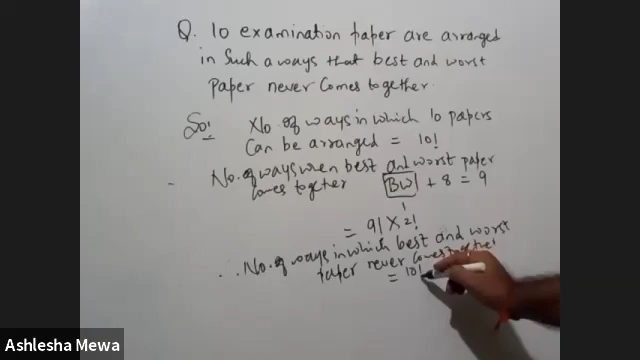 Q. 10 examination paper are arranged
in such a ways that best and worst
paper never comes together.
Sol No of ways in which 10 papers
can be arranged = 10!
No. of ways when best and worst paper
comes together BW + 8 = 9
1
= 9! × 2!
∴ No. of ways in which best and worst
paper never comes together
= 10!
Ashlesha Mewa